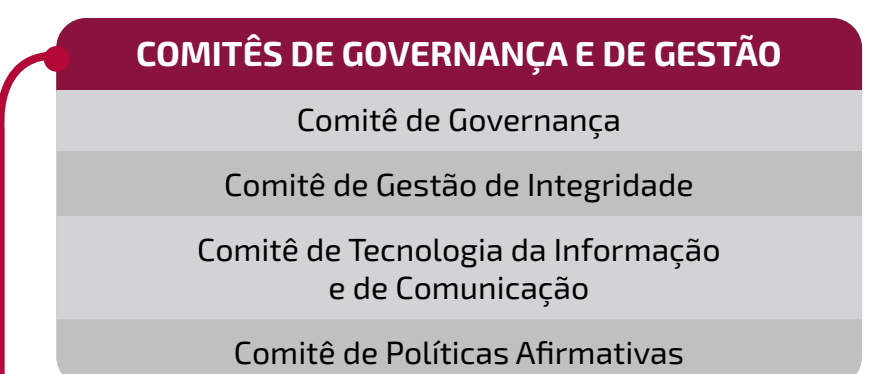 COMITÊS DE GOVERNANÇA E DE GESTÃO
Comitê de Governança
Comitê de Gestão de Integridade
Comitê de Tecnologia da Informação
e de Comunicação
Comitê de Políticas Afirmativas